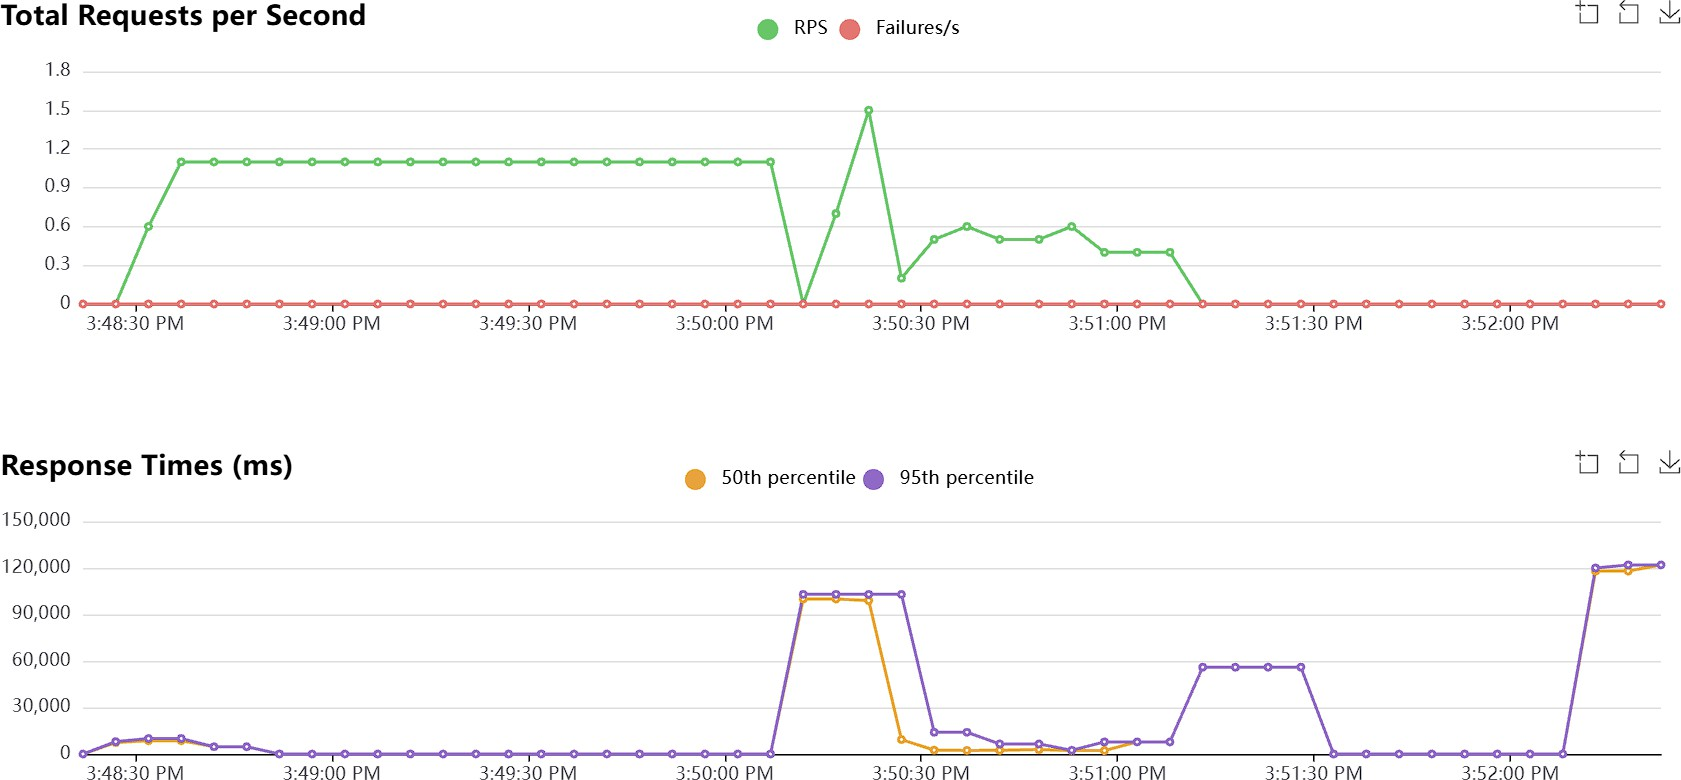 Total Requests per Second
RPS Failures/s
1.8
1.5
1.2
0.9
0.6
0.3
0
3:48:30 PM 3:49:00 PM 3:49:30 PM 3:50:00 PM 3:50:30 PM 3:51:00 PM 3:51:30 PM 3:52:00 PM
Response Times (ms)
50th percentile 95th percentile
150,000
120,000
90,000
60,000
30,000
0
3:48:30 PM 3:49:00 PM 3:49:30 PM 3:50:00 PM 3:50:30 PM 3:51:00 PM 3:51:30 PM 3:52:00 PM